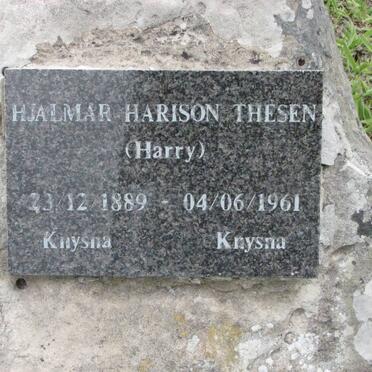 HJALMAR HARISON THESEN
(Harry)
23/12/1889 - 04/06/1961
Knysna Knysna